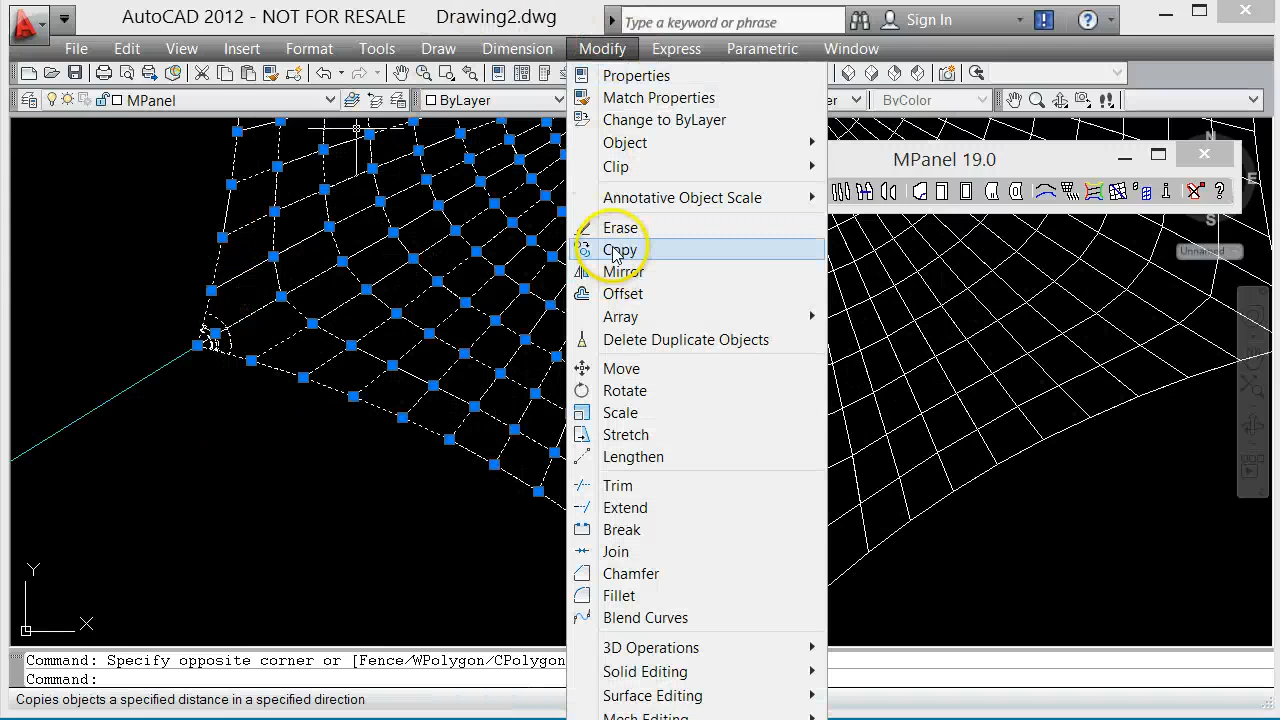 AutoCAD 2012 - NOT FOR RESALE Drawing2.dwg
Type a keyword or phrase
Sign In
File Edit View Insert Format Tools Draw Dimension Modify Express Parametric Window
MPanel
ByLayer
ByColor
Properties
Match Properties
Change to ByLayer
Object
Clip
Annotative Object Scale
Erase
Copy
Mirror
Offset
Array
Delete Duplicate Objects
Move
Rotate
Scale
Stretch
Lengthen
Trim
Extend
Break
Join
Chamfer
Fillet
Blend Curves
3D Operations
Solid Editing
Surface Editing
Mesh Editing
MPanel 19.0
N
E
S
Unnamed
Y
X
Command: Specify opposite corner or [Fence/WPolygon/CPolygon
Command:
Copies objects a specified distance in a specified direction